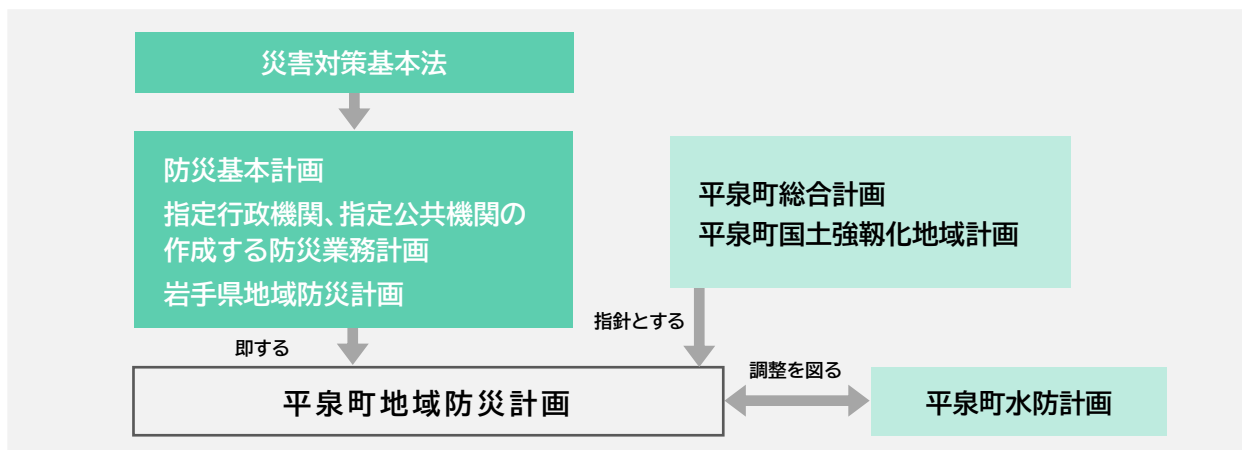 災害対策基本法
防災基本計画
指定行政機関、指定公共機関の
作成する防災業務計画
岩手県地域防災計画
平泉町総合計画
平泉町国土強靱化地域計画
即する
指針とする
平泉町地域防災計画
調整を図る
平泉町水防計画